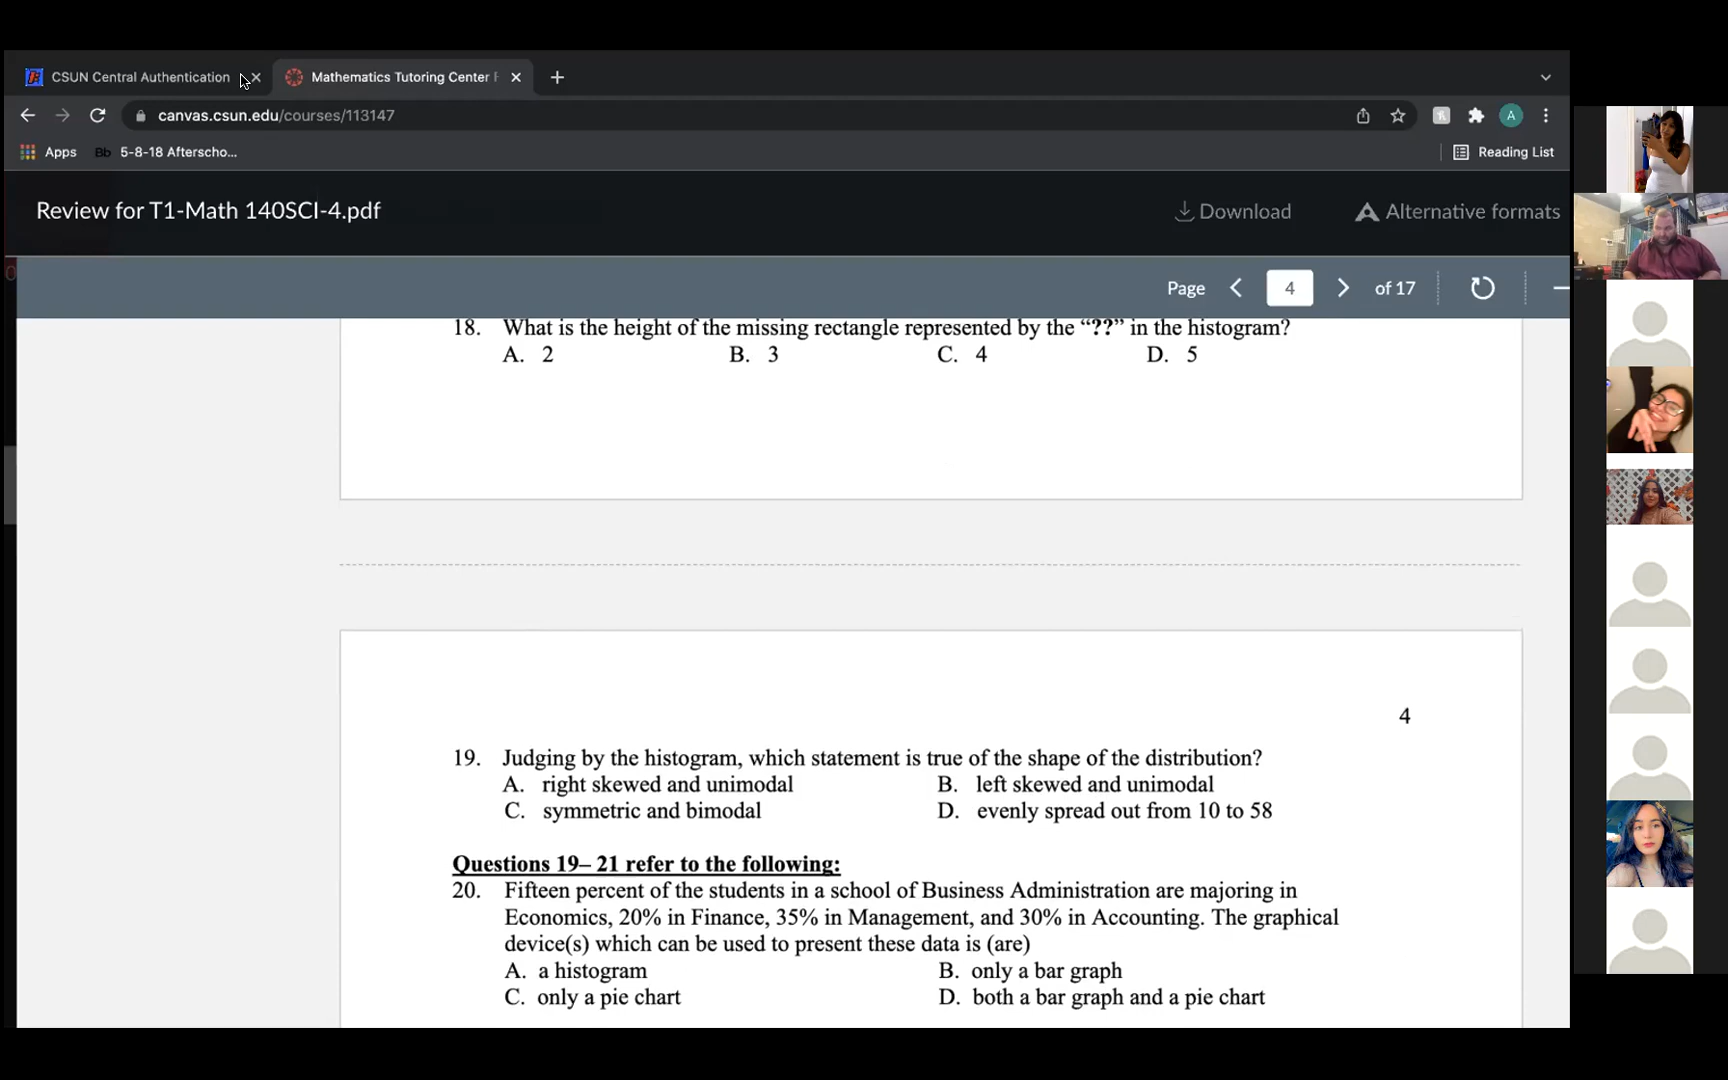 CSUN Central Authentication
Mathematics Tutoring Center
canvas.csun.edu/courses/113147
A
Apps
Bb 5-8-18 Afterscho...
Reading List
Review for T1-Math 140SCI-4.pdf
Download
Alternative formats
Page 4 of 17
18. What is the height of the missing rectangle represented by the “??” in the histogram?
A. 2 B. 3 C. 4 D. 5
4
19. Judging by the histogram, which statement is true of the shape of the distribution?
A. right skewed and unimodal B. left skewed and unimodal
C. symmetric and bimodal D. evenly spread out from 10 to 58
Questions 19– 21 refer to the following:
20. Fifteen percent of the students in a school of Business Administration are majoring in
Economics, 20% in Finance, 35% in Management, and 30% in Accounting. The graphical
device(s) which can be used to present these data is (are)
A. a histogram B. only a bar graph
C. only a pie chart D. both a bar graph and a pie chart